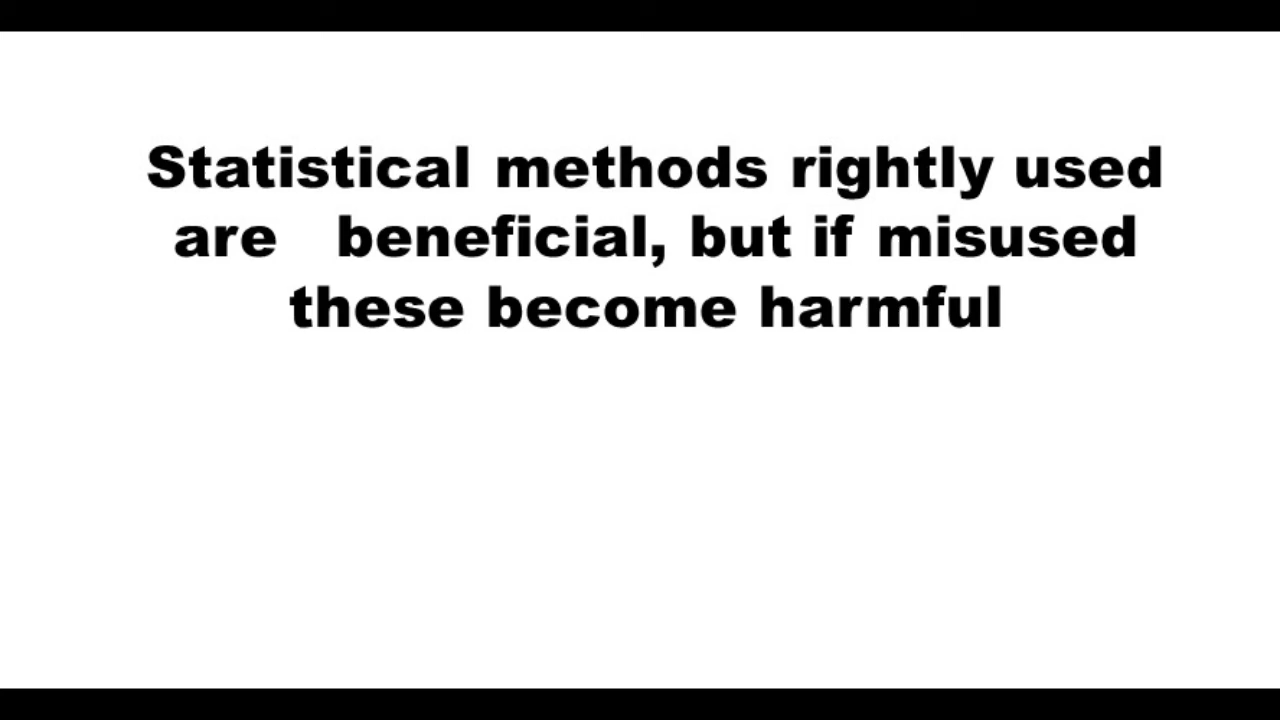 Statistical methods rightly used
are beneficial, but if misused
these become harmful